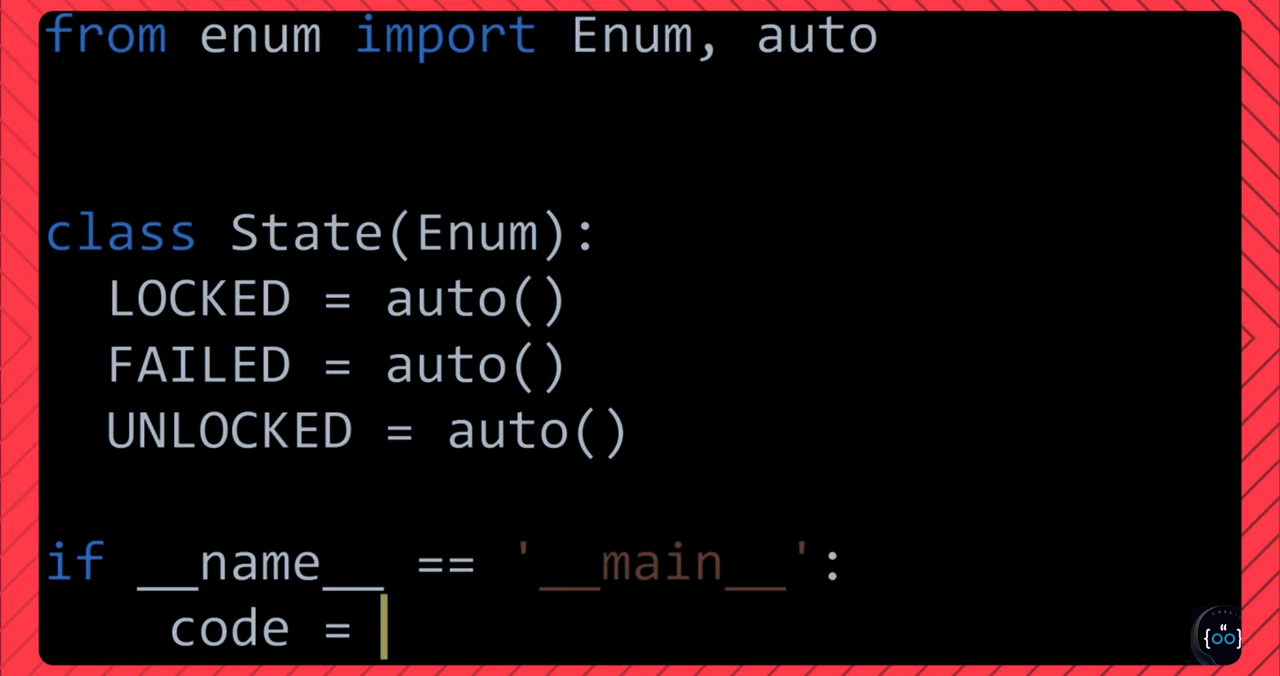 from enum import Enum, auto
class State(Enum):
  LOCKED = auto()
  FAILED = auto()
  UNLOCKED = auto()
if __name__ == '__main__':
    code =